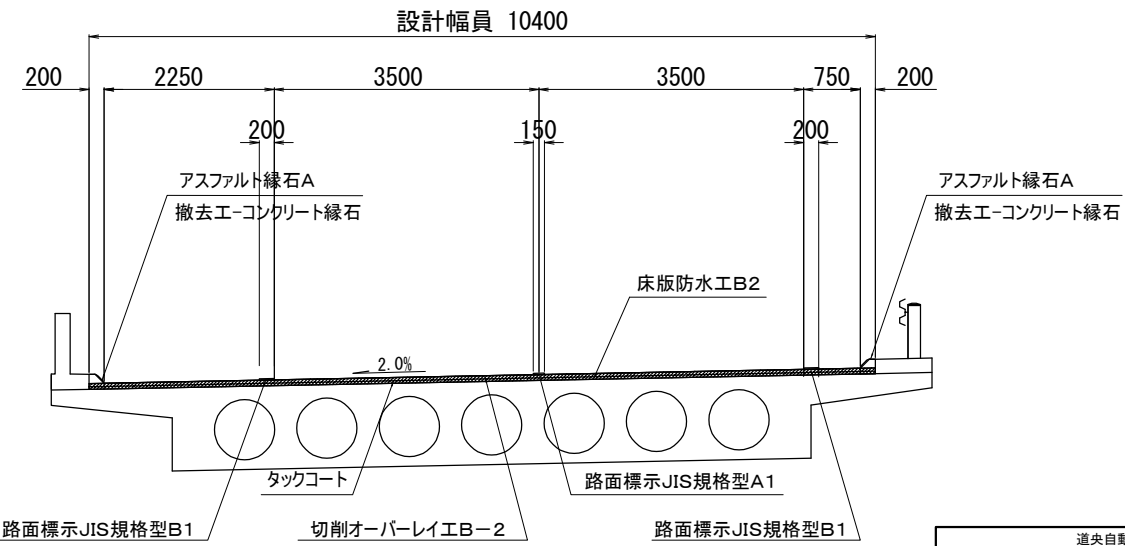 設計幅員 10400
200
2250
3500
3500
750
200
200
150
200
アスファルト縁石A
撤去工-コンクリート縁石
アスファルト縁石A
撤去工-コンクリート縁石
床版防水工B2
2.0%
タックコート
路面標示JIS規格型A1
路面標示JIS規格型B1
切削オーバーレイ工B-2
路面標示JIS規格型B1
道央自動